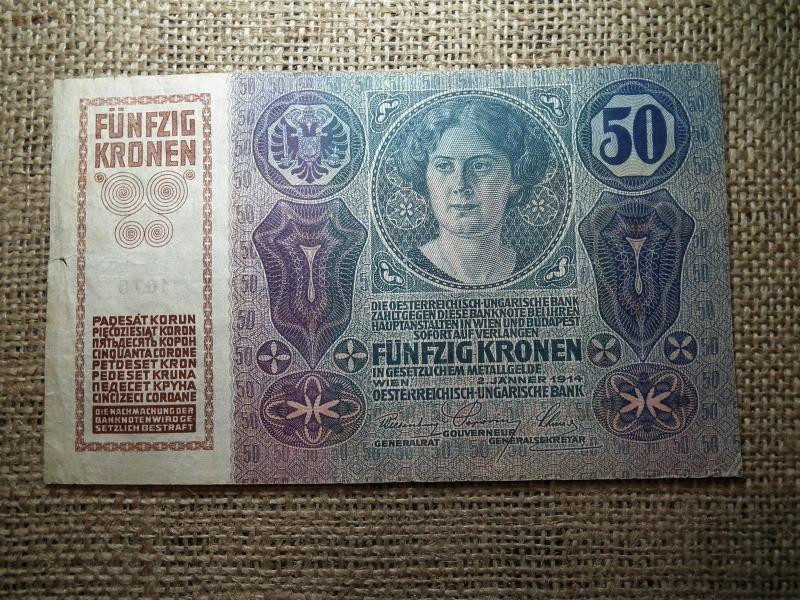 FÜNFZIG
KRONEN
PADESÁT KORUN
PIĘĆDZIESIĄT KORON
ПЯТЬДЕСЯТЬ КОРОН
CINQUANTA CORONE
PETDESET KRON
PEDESET KRUNA
ПЕДЕСЕТ КРУНА
CINCIZECI COROANE
DIE NACHMACHUNG DER
BANKNOTEN WIRD GE-
SETZLICH BESTRAFT
50
DIE OESTERREICHISCH-UNGARISCHE BANK
ZAHLT GEGEN DIESE BANKNOTE BEI IHREN
HAUPTANSTALTEN IN WIEN UND BUDAPEST
SOFORT AUF VERLANGEN
FÜNFZIG KRONEN
IN GESETZLICHEM METALLGELDE
WIEN 2. JÄNNER 1914
OESTERREICHISCH-UNGARISCHE BANK
GOUVERNEUR
GENERALRAT GENERALSEKRETÄR